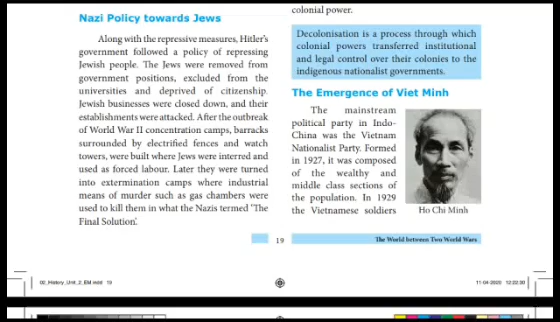 Nazi Policy towards Jews
Along with the repressive measures, Hitler's
government followed a policy of repressing
Jewish people. The Jews were removed from
government positions, excluded from the
universities and deprived of citizenship.
Jewish businesses were closed down, and their
establishments were attacked. After the outbreak
of World War II concentration camps, barracks
surrounded by electrified fences and watch
towers, were built where Jews were interred and
used as forced labour. Later they were turned
into extermination camps where industrial
means of murder such as gas chambers were
used to kill them in what the Nazis termed 'The
Final Solution'.
colonial power.
Decolonisation is a process through which
colonial powers transferred institutional
and legal control over their colonies to the
indigenous nationalist governments.
The Emergence of Viet Minh
The mainstream
political party in Indo-
China was the Vietnam
Nationalist Party. Formed
in 1927, it was composed
of the wealthy and
middle class sections of
the population. In 1929
the Vietnamese soldiers
Ho Chi Minh
19
The World between Two World Wars
02_History_Unit_2_EM.indd 19
11-04-2020 12:22:30